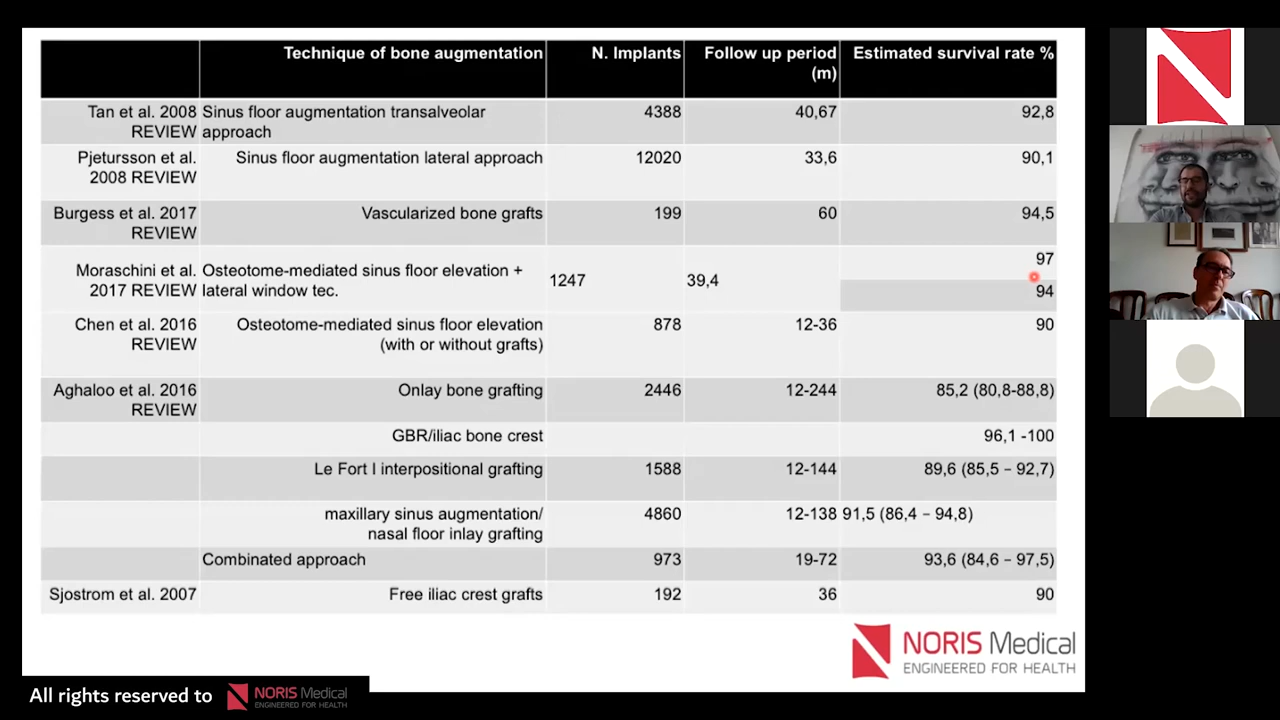 Technique of bone augmentation N. Implants Follow up period Estimated survival rate %
(m)
Tan et al. 2008 Sinus floor augmentation transalveolar 4388 40,67 92,8
REVIEW approach
Pjetursson et al. Sinus floor augmentation lateral approach 12020 33,6 90,1
2008 REVIEW
Burgess et al. 2017 Vascularized bone grafts 199 60 94,5
REVIEW
97
Moraschini et al. Osteotome-mediated sinus floor elevation + 1247 39,4
2017 REVIEW lateral window tec. 94
Chen et al. 2016 Osteotome-mediated sinus floor elevation 878 12-36 90
REVIEW (with or without grafts)
Aghaloo et al. 2016 Onlay bone grafting 2446 12-244 85,2 (80,8-88,8)
REVIEW
GBR/iliac bone crest 96,1 -100
Le Fort I interpositional grafting 1588 12-144 89,6 (85,5 – 92,7)
maxillary sinus augmentation/ 4860 12-138 91,5 (86,4 – 94,8)
nasal floor inlay grafting
Combinated approach 973 19-72 93,6 (84,6 – 97,5)
Sjostrom et al. 2007 Free iliac crest grafts 192 36 90
NORIS Medical
ENGINEERED FOR HEALTH
All rights reserved to NORIS Medical
ENGINEERED FOR HEALTH